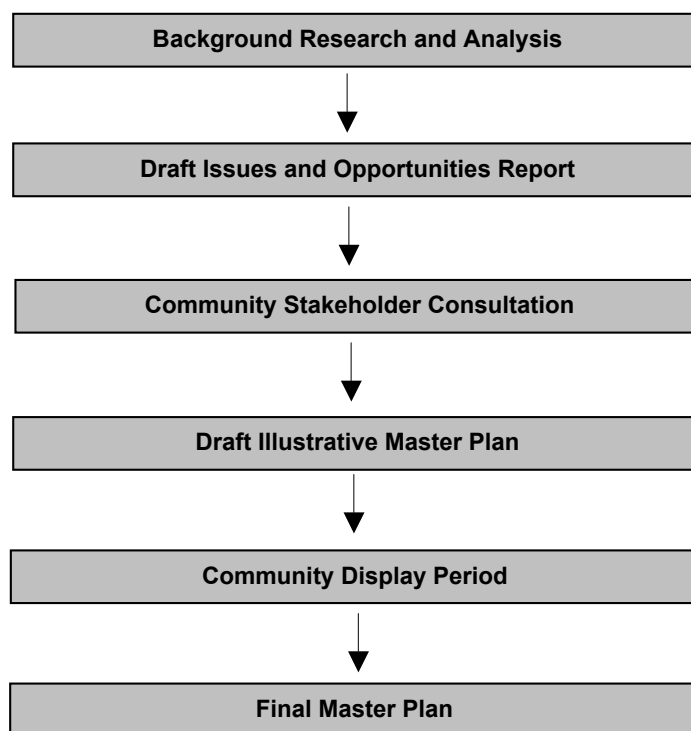 Background Research and Analysis
Draft Issues and Opportunities Report
Community Stakeholder Consultation
Draft Illustrative Master Plan
Community Display Period
Final Master Plan